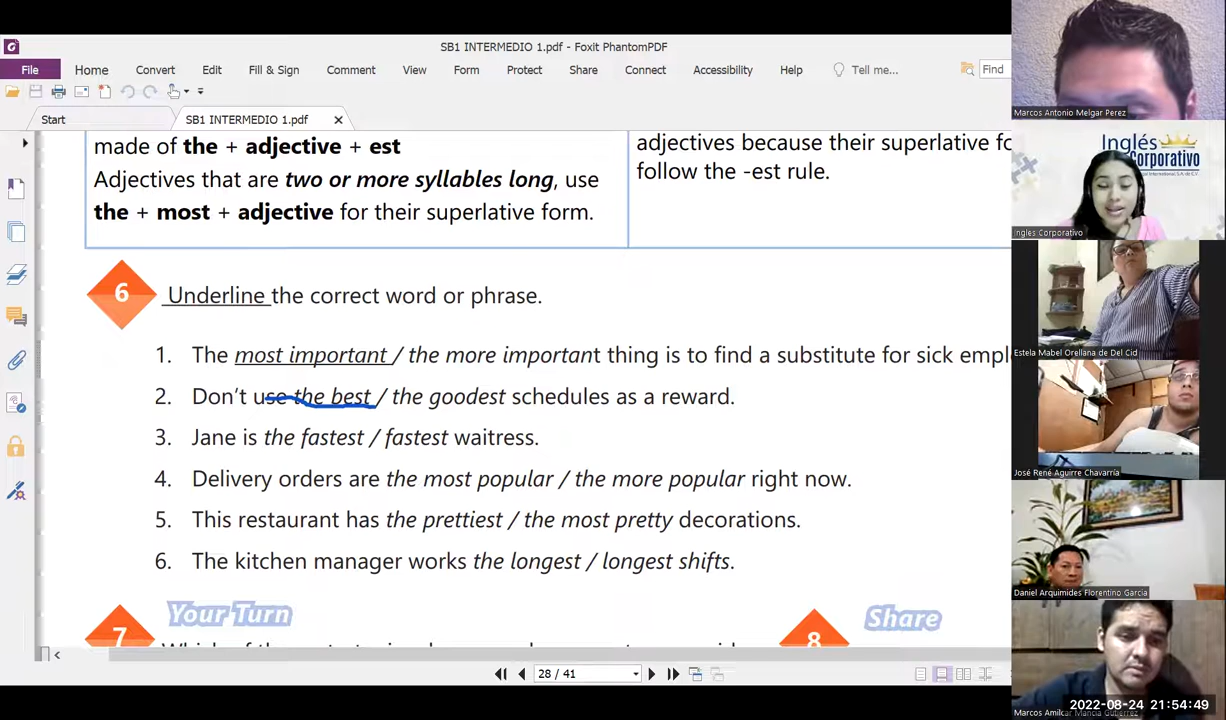 SB1 INTERMEDIO 1.pdf - Foxit PhantomPDF
File Home Convert Edit Fill & Sign Comment View Form Protect Share Connect Accessibility Help Tell me... Find
Start SB1 INTERMEDIO 1.pdf
made of the + adjective + est
Adjectives that are two or more syllables long, use
the + most + adjective for their superlative form.
adjectives because their superlative fo
follow the -est rule.
6 Underline the correct word or phrase.
1. The most important / the more important thing is to find a substitute for sick empl
2. Don't use the best / the goodest schedules as a reward.
3. Jane is the fastest / fastest waitress.
4. Delivery orders are the most popular / the more popular right now.
5. This restaurant has the prettiest / the most pretty decorations.
6. The kitchen manager works the longest / longest shifts.
7 Your Turn
8 Share
28 / 41
Marcos Antonio Melgar Perez
Inglés
Corporativo
Ingles Corporativo
Estela Mabel Orellana de Del Cid
José René Aguirre Chavarría
Daniel Arquimides Florentino Garcia
Marcos Amilcar Mancia Gutierrez
2022-08-24 21:54:49